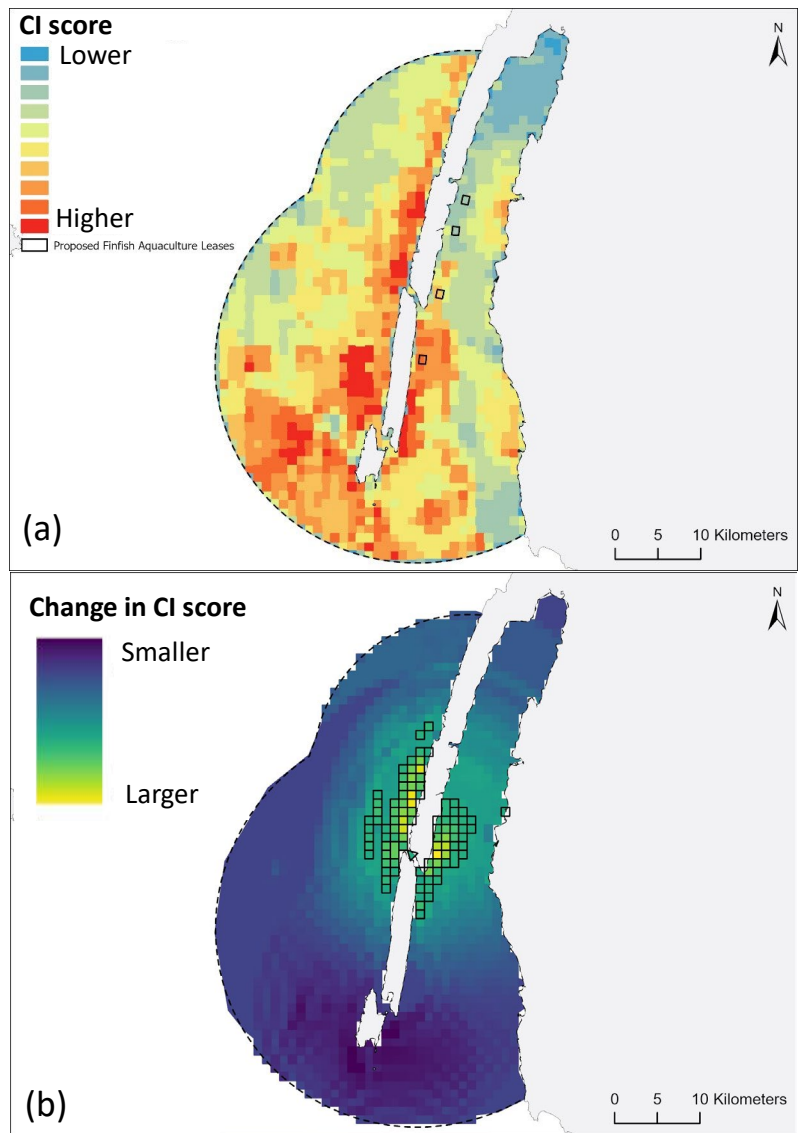 CI score
Lower
Higher
Proposed Finfish Aquaculture Leases
N
(a)
0 5 10 Kilometers
Change in CI score
Smaller
Larger
N
(b)
0 5 10 Kilometers